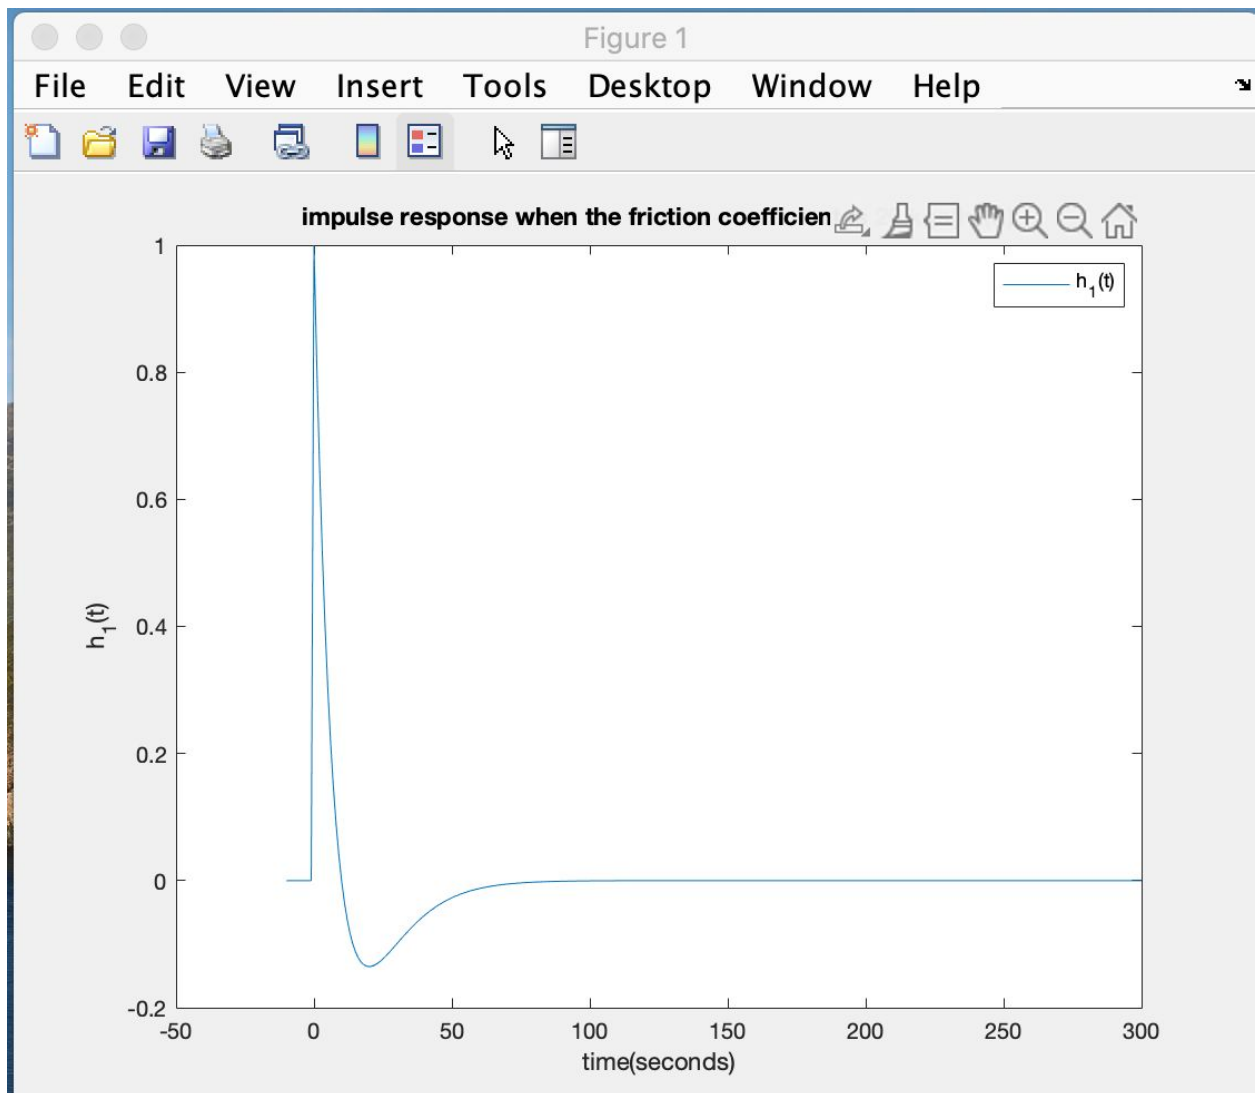 Figure 1
File Edit View Insert Tools Desktop Window Help
impulse response when the friction coefficien
h1(t)
1
0.8
0.6
0.4
0.2
0
-0.2
h1(t)
-50 0 50 100 150 200 250 300
time(seconds)